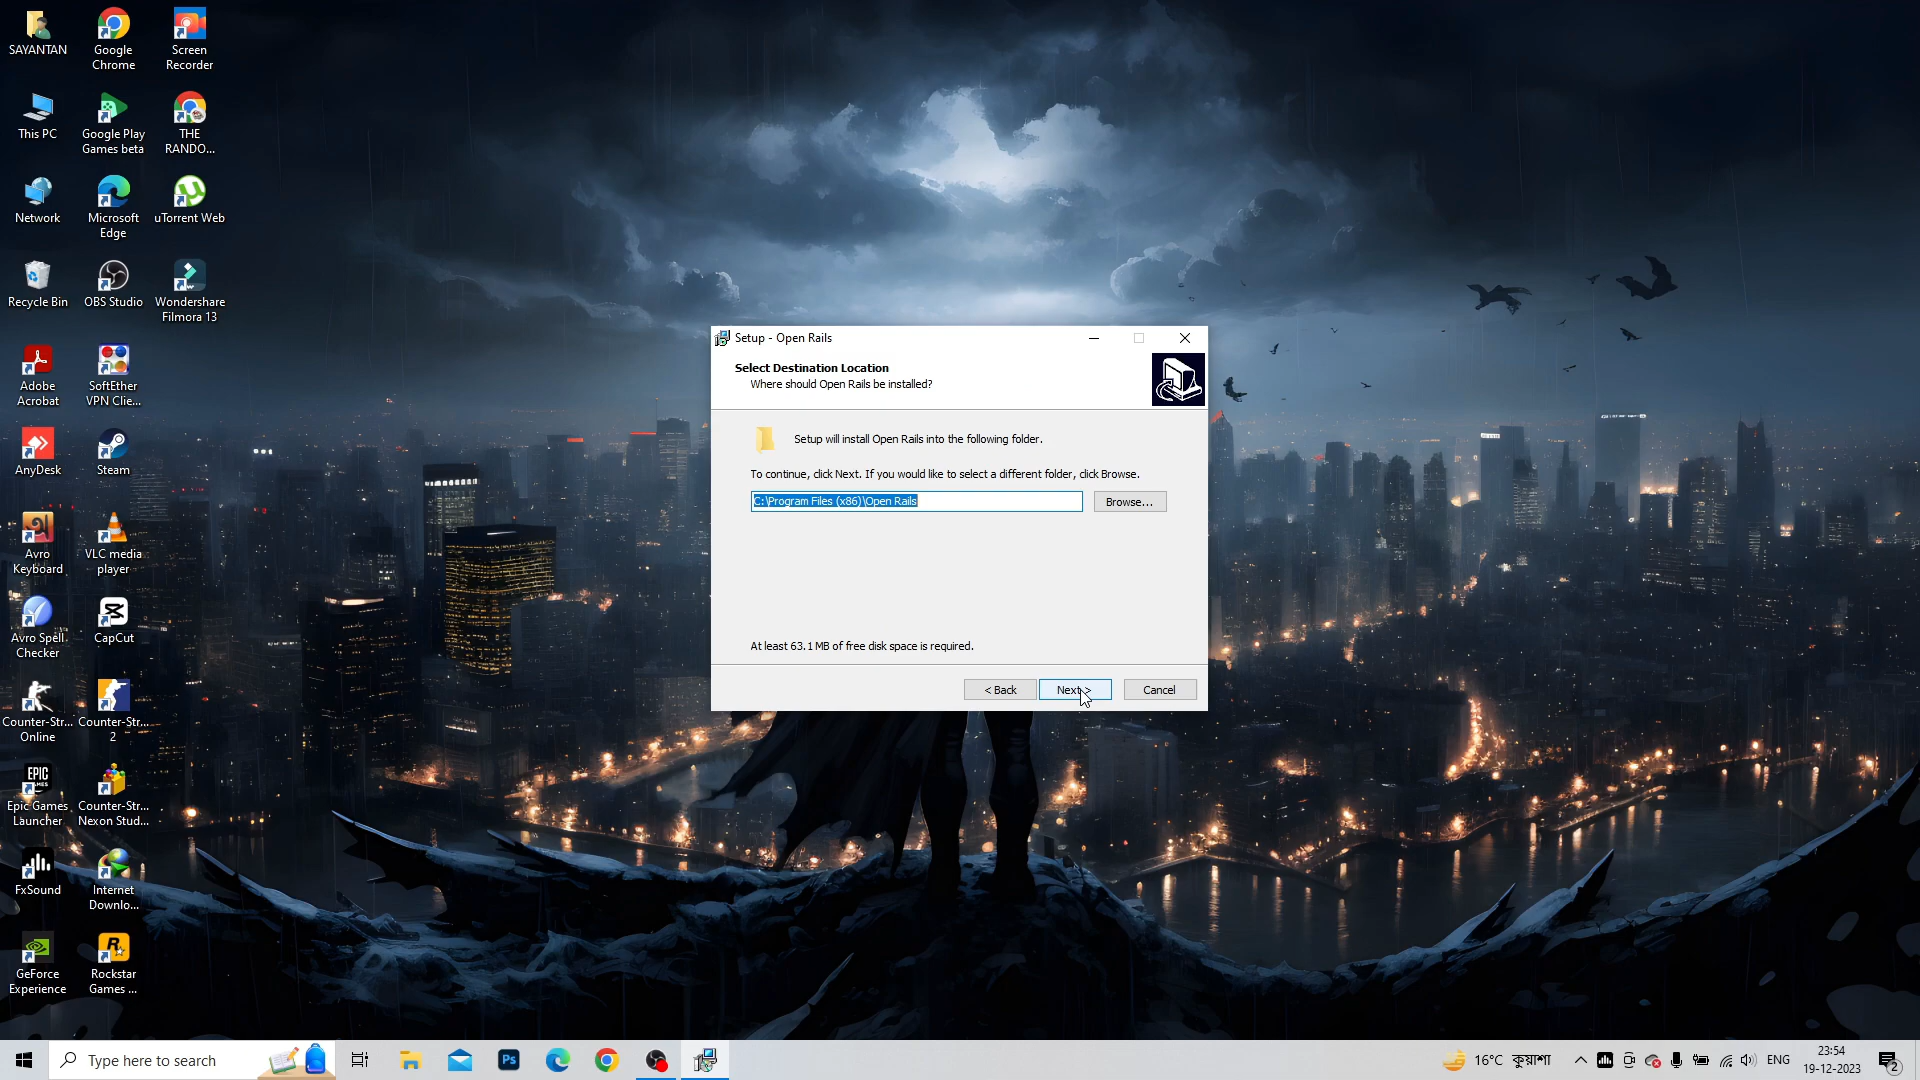 SAYANTAN
Google
Chrome
Screen
Recorder
This PC
Google Play
Games beta
THE
RANDO...
Network
Microsoft
Edge
uTorrent Web
Recycle Bin
OBS Studio
Wondershare
Filmora 13
Adobe
Acrobat
SoftEther
VPN Clie...
AnyDesk
Steam
Avro
Keyboard
VLC media
player
Avro Spell
Checker
CapCut
Counter-Str...
Online
Counter-Str...
2
EPIC
GAMES
Epic Games
Launcher
Counter-Str...
Nexon Stud...
FxSound
Internet
Downlo...
GeForce
Experience
Rockstar
Games ...
Setup - Open Rails
Select Destination Location
Where should Open Rails be installed?
Setup will install Open Rails into the following folder.
To continue, click Next. If you would like to select a different folder, click Browse.
C:\Program Files (x86)\Open Rails
Browse...
At least 63.1 MB of free disk space is required.
< Back
Next >
Cancel
Type here to search
Ps
16°C কুয়াশা
ENG
23:54
19-12-2023
2